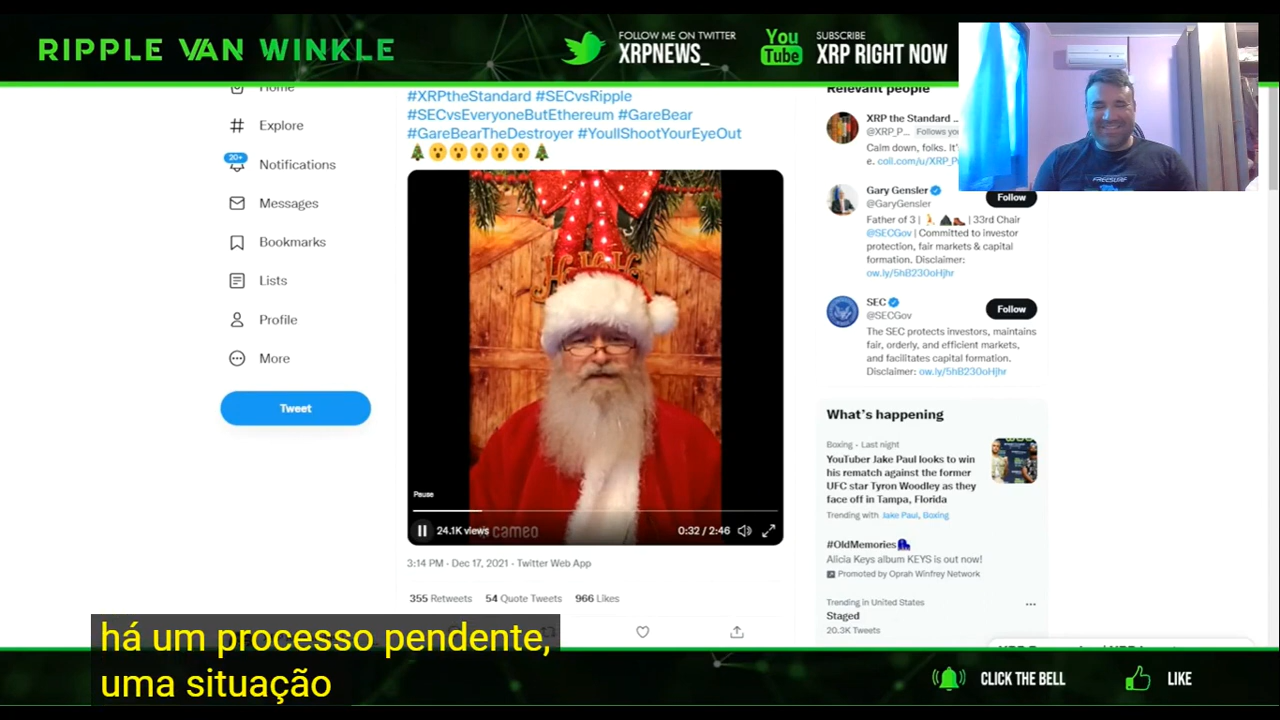 RIPPLE VAN WINKLE
FOLLOW ME ON TWITTER
XRPNEWS_
You
Tube
SUBSCRIBE
XRP RIGHT NOW
Home
Explore
20+
Notifications
Messages
Bookmarks
Lists
Profile
More
Tweet
#XRPtheStandard #SECvsRipple
#SECvsEveryoneButEthereum #GareBear
#GareBearTheDestroyer #YoullShootYourEyeOut
HoHoHo
Pause
24.1K views
cameo
0:32 / 2:46
3:14 PM · Dec 17, 2021 · Twitter Web App
355 Retweets 54 Quote Tweets 966 Likes
Relevant people
XRP the Standard ..
@XRP_P... Follows you
Calm down, folks. It's
e. coll.com/u/XRP_P
Gary Gensler
@GaryGensler
Follow
Father of 3 | | 33rd Chair
@SECGov | Committed to investor
protection, fair markets & capital
formation. Disclaimer:
ow.ly/5hB230oHjhr
SEC
@SECGov
Follow
The SEC protects investors, maintains
fair, orderly, and efficient markets,
and facilitates capital formation.
Disclaimer: ow.ly/5hB230oHjhr
What's happening
Boxing · Last night
YouTuber Jake Paul looks to win
his rematch against the former
UFC star Tyron Woodley as they
face off in Tampa, Florida
Trending with Jake Paul, Boxing
#OldMemories
Alicia Keys album KEYS is out now!
Promoted by Oprah Winfrey Network
Trending in United States
Staged
20.3K Tweets
há um processo pendente,
uma situação
CLICK THE BELL
LIKE